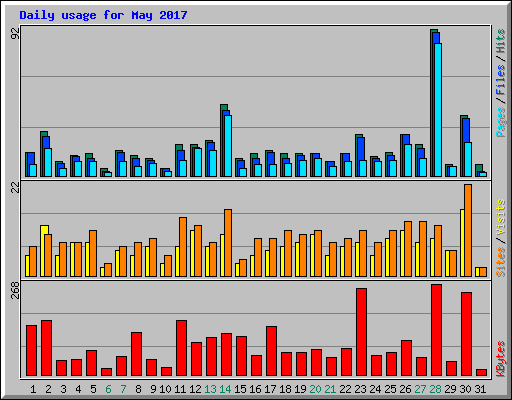 Daily usage for May 2017
92
Pages/Files/Hits
22
Sites/Visits
268
KBytes
1 2 3 4 5 6 7 8 9 10 11 12 13 14 15 16 17 18 19 20 21 22 23 24 25 26 27 28 29 30 31